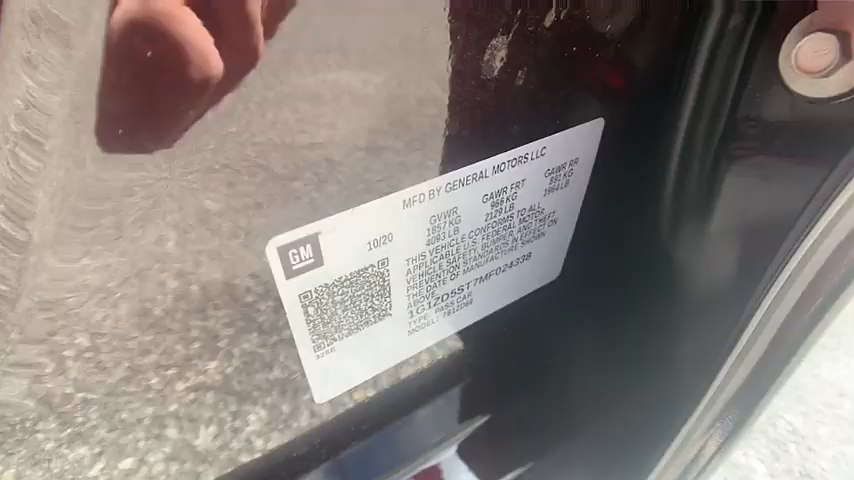 MFD BY GENERAL MOTORS LLC
GM
10/20
GVWR GAWR FRT GAWR RR
1857 KG 966 KG 891 KG
4093 LB 2129 LB 1964 LB
THIS VEHICLE CONFORMS TO ALL
APPLICABLE U.S. FEDERAL MOTOR
VEHICLE SAFETY, BUMPER, AND THEFT
PREVENTION STANDARDS IN EFFECT ON
THE DATE OF MANUFACTURE SHOWN
ABOVE.
1G1ZD5ST7MF024338
TYPE: PASS CAR
MODEL: T81ZD69